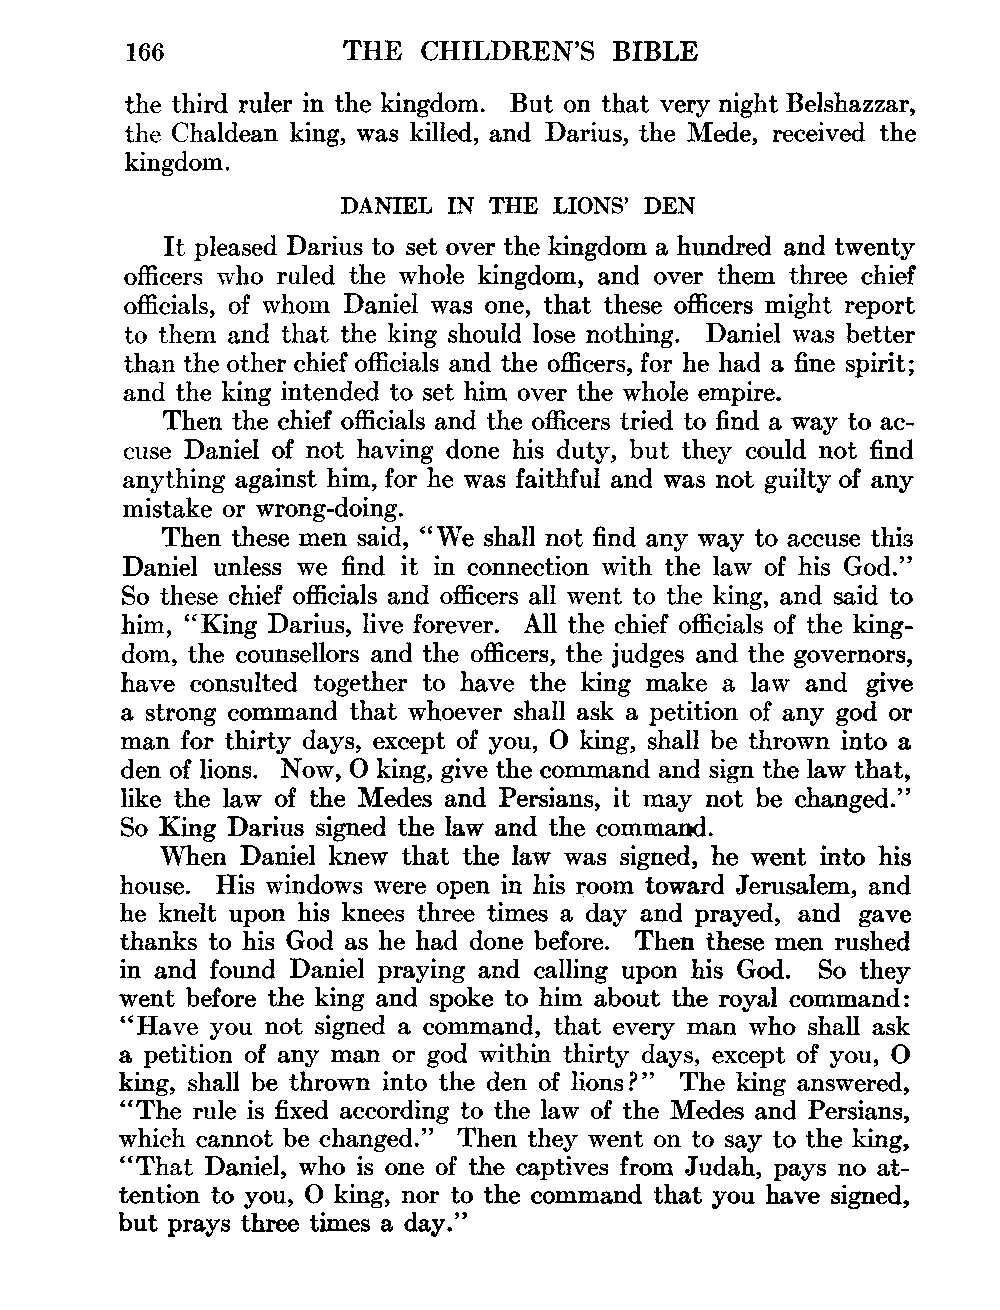 166 THE CHILDREN'S BIBLE
the third ruler in the kingdom. But on that very night Belshazzar,
the Chaldean king, was killed, and Darius, the Mede, received the
kingdom.
DANIEL IN THE LIONS' DEN
It pleased Darius to set over the kingdom a hundred and twenty
officers who ruled the whole kingdom, and over them three chief
officials, of whom Daniel was one, that these officers might report
to them and that the king should lose nothing. Daniel was better
than the other chief officials and the officers, for he had a fine spirit;
and the king intended to set him over the whole empire.
Then the chief officials and the officers tried to find a way to ac-
cuse Daniel of not having done his duty, but they could not find
anything against him, for he was faithful and was not guilty of any
mistake or wrong-doing.
Then these men said, “We shall not find any way to accuse this
Daniel unless we find it in connection with the law of his God.”
So these chief officials and officers all went to the king, and said to
him, “King Darius, live forever. All the chief officials of the king-
dom, the counsellors and the officers, the judges and the governors,
have consulted together to have the king make a law and give
a strong command that whoever shall ask a petition of any god or
man for thirty days, except of you, O king, shall be thrown into a
den of lions. Now, O king, give the command and sign the law that,
like the law of the Medes and Persians, it may not be changed.”
So King Darius signed the law and the command.
When Daniel knew that the law was signed, he went into his
house. His windows were open in his room toward Jerusalem, and
he knelt upon his knees three times a day and prayed, and gave
thanks to his God as he had done before. Then these men rushed
in and found Daniel praying and calling upon his God. So they
went before the king and spoke to him about the royal command:
“Have you not signed a command, that every man who shall ask
a petition of any man or god within thirty days, except of you, O
king, shall be thrown into the den of lions?” The king answered,
“The rule is fixed according to the law of the Medes and Persians,
which cannot be changed.” Then they went on to say to the king,
“That Daniel, who is one of the captives from Judah, pays no at-
tention to you, O king, nor to the command that you have signed,
but prays three times a day.”